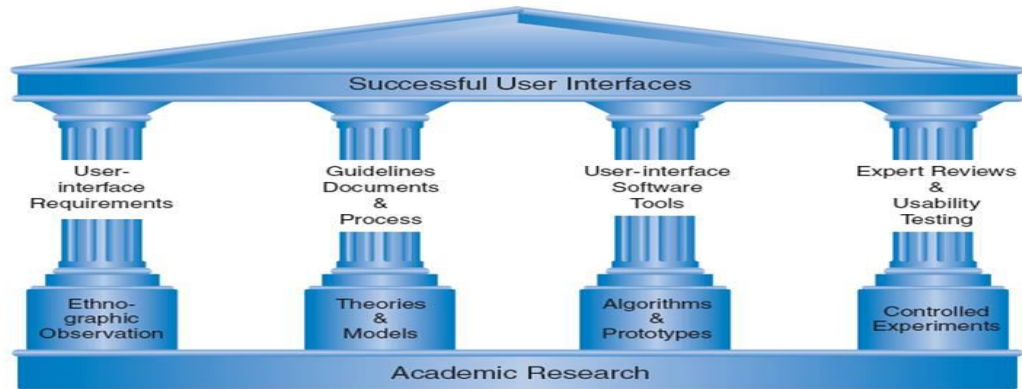 Successful User Interfaces
User-
interface
Requirements
Guidelines
Documents
&
Process
User-interface
Software
Tools
Expert Reviews
&
Usability
Testing
Ethno-
graphic
Observation
Theories
&
Models
Algorithms
&
Prototypes
Controlled
Experiments
Academic Research